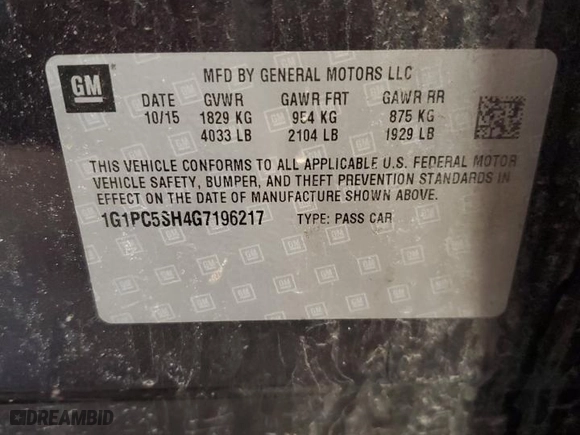 GM
MFD BY GENERAL MOTORS LLC
DATE GVWR GAWR FRT GAWR RR
10/15 1829 KG 954 KG 875 KG
4033 LB 2104 LB 1929 LB
THIS VEHICLE CONFORMS TO ALL APPLICABLE U.S. FEDERAL MOTOR
VEHICLE SAFETY, BUMPER, AND THEFT PREVENTION STANDARDS IN
EFFECT ON THE DATE OF MANUFACTURE SHOWN ABOVE.
1G1PC5SH4G7196217 TYPE: PASS CAR
DREAMBID